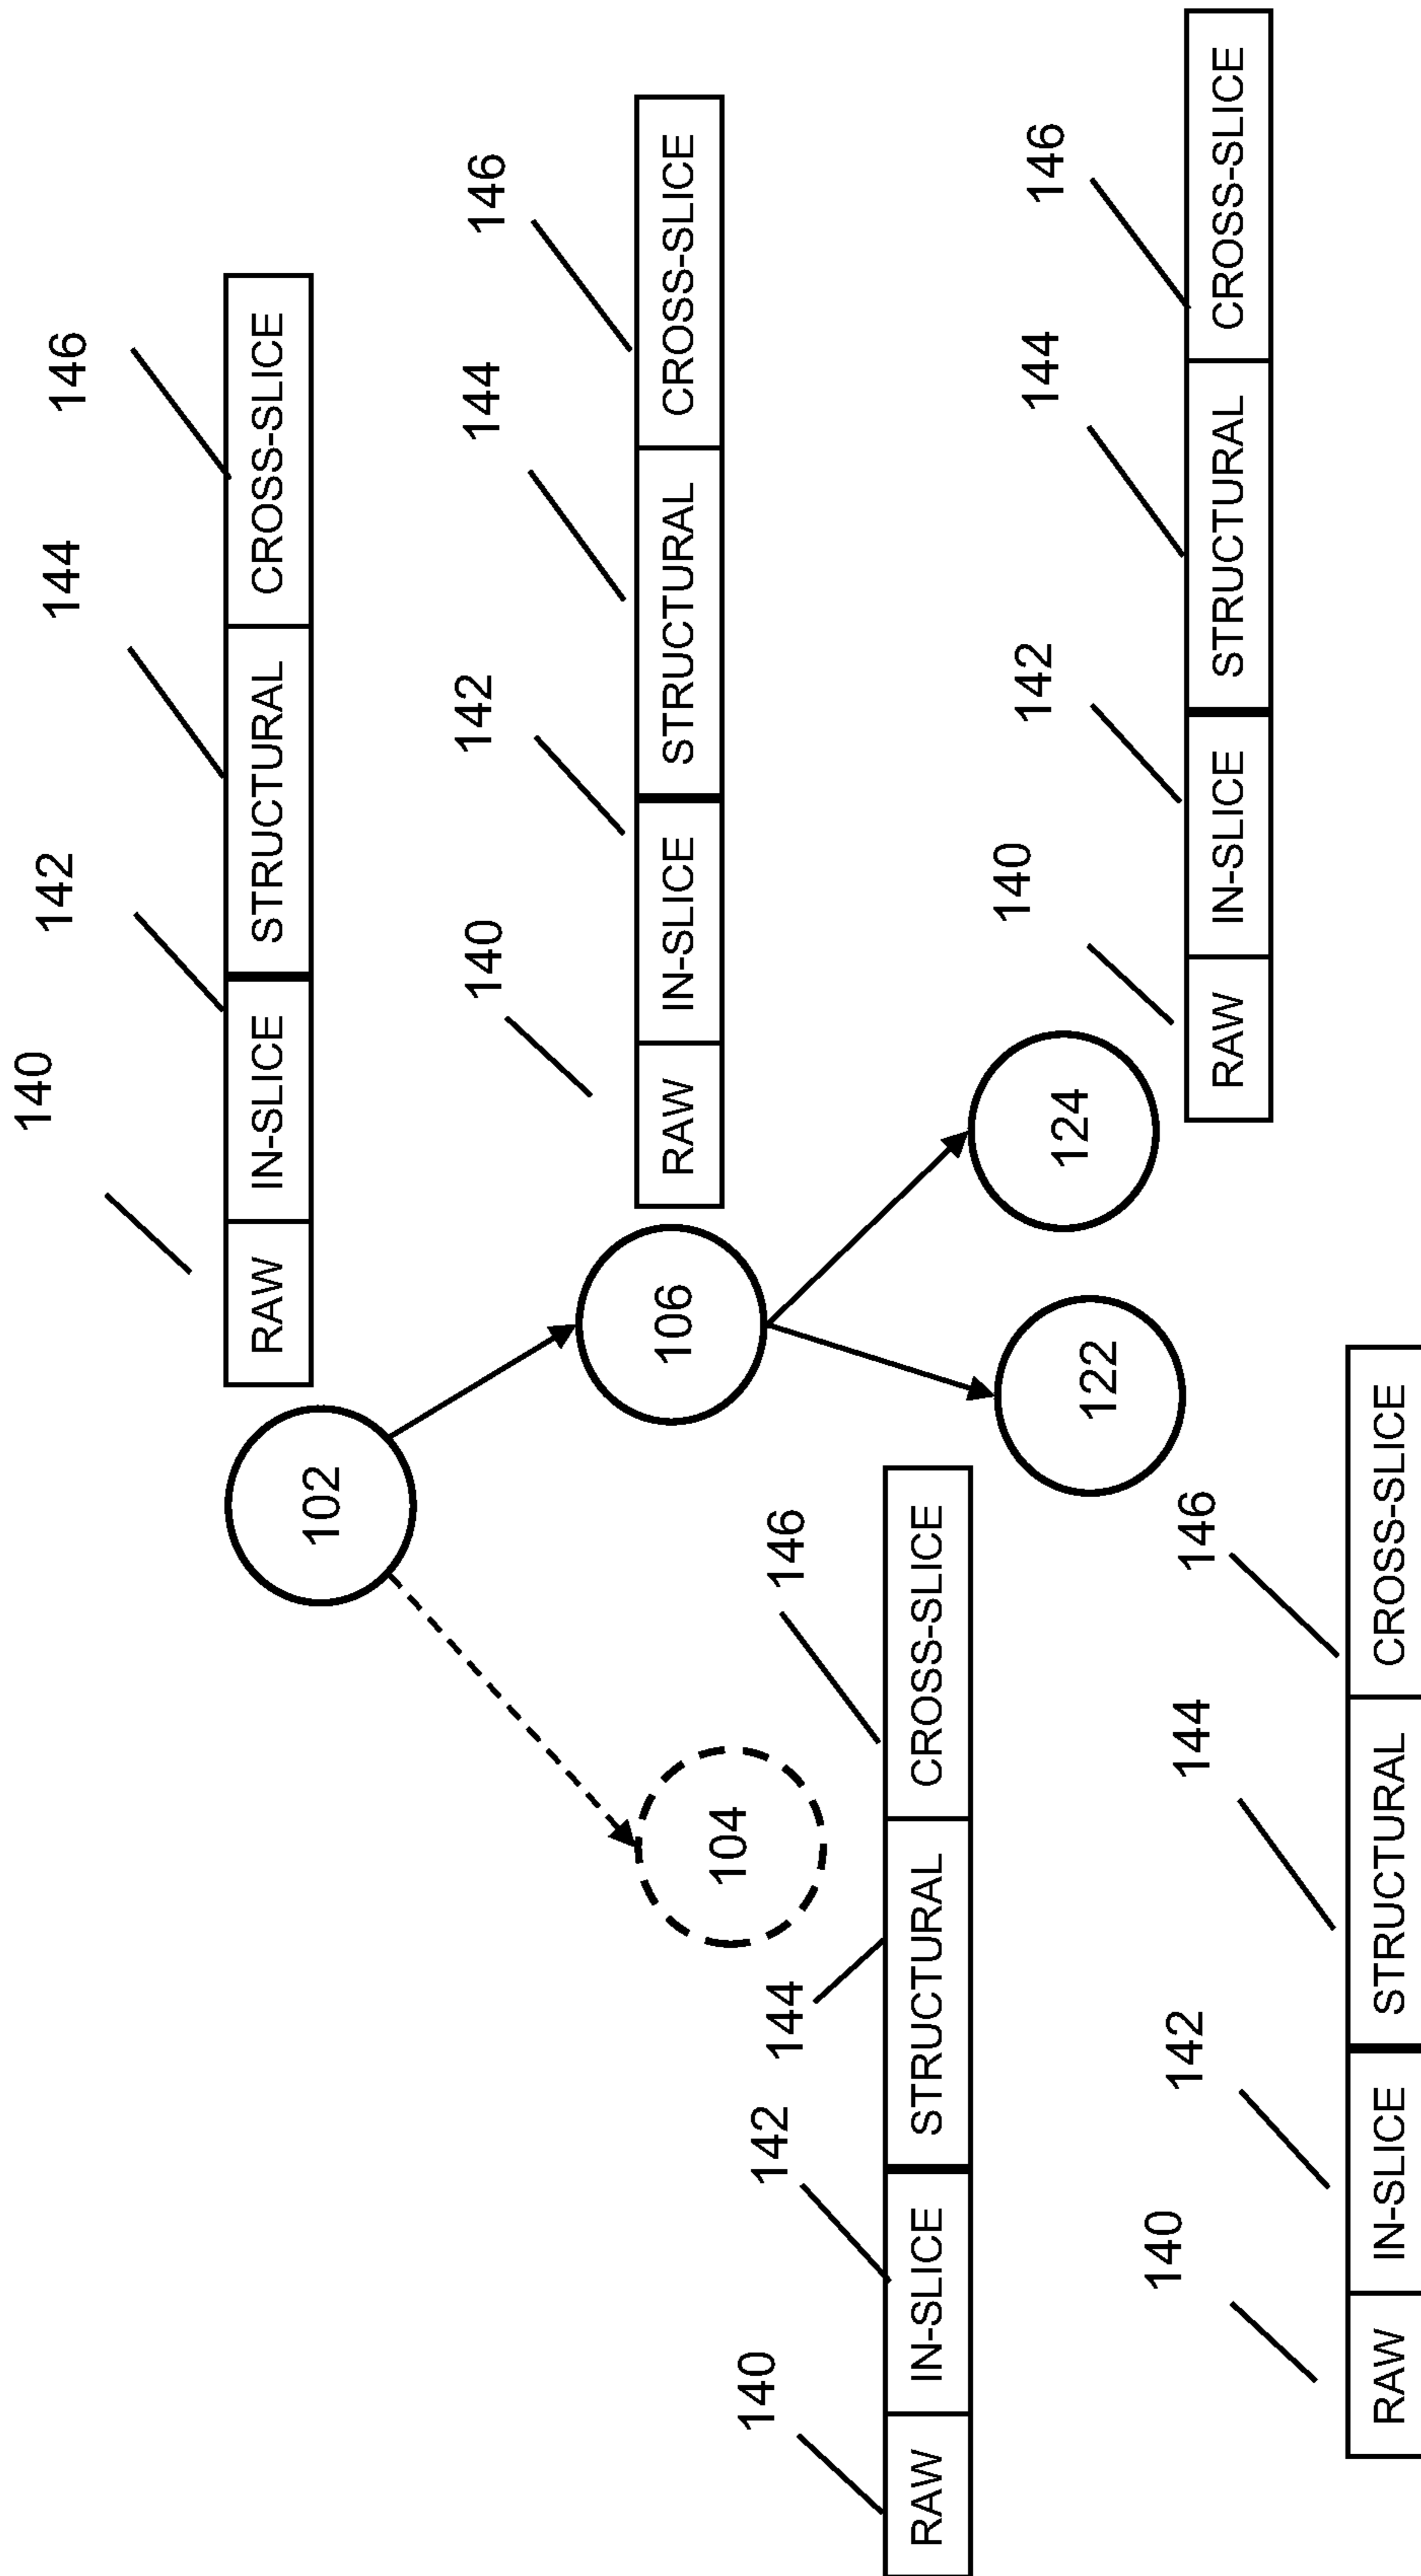 140 142 144 146
RAW IN-SLICE STRUCTURAL CROSS-SLICE
102
140 142 144 146
RAW IN-SLICE STRUCTURAL CROSS-SLICE
106
104
140 142 144 146
RAW IN-SLICE STRUCTURAL CROSS-SLICE
140 142 144 146
RAW IN-SLICE STRUCTURAL CROSS-SLICE
124
122
140 142 144 146
RAW IN-SLICE STRUCTURAL CROSS-SLICE